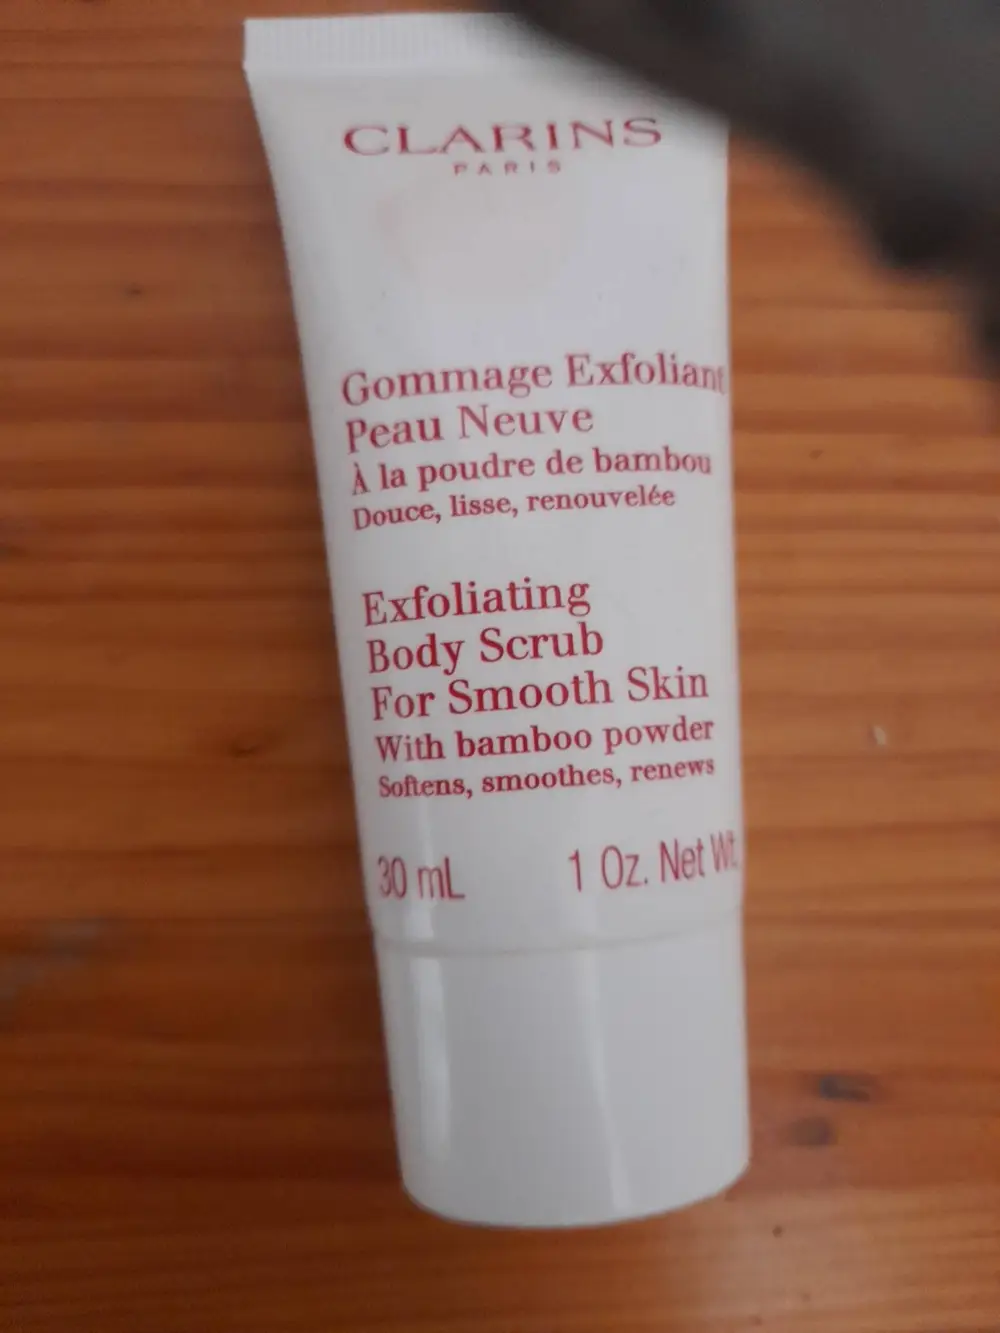 CLARINS
PARIS
Gommage Exfoliant
Peau Neuve
À la poudre de bambou
Douce, lisse, renouvelée
Exfoliating
Body Scrub
For Smooth Skin
With bamboo powder
Softens, smoothes, renews
30 mL 1 Oz. Net Wt.